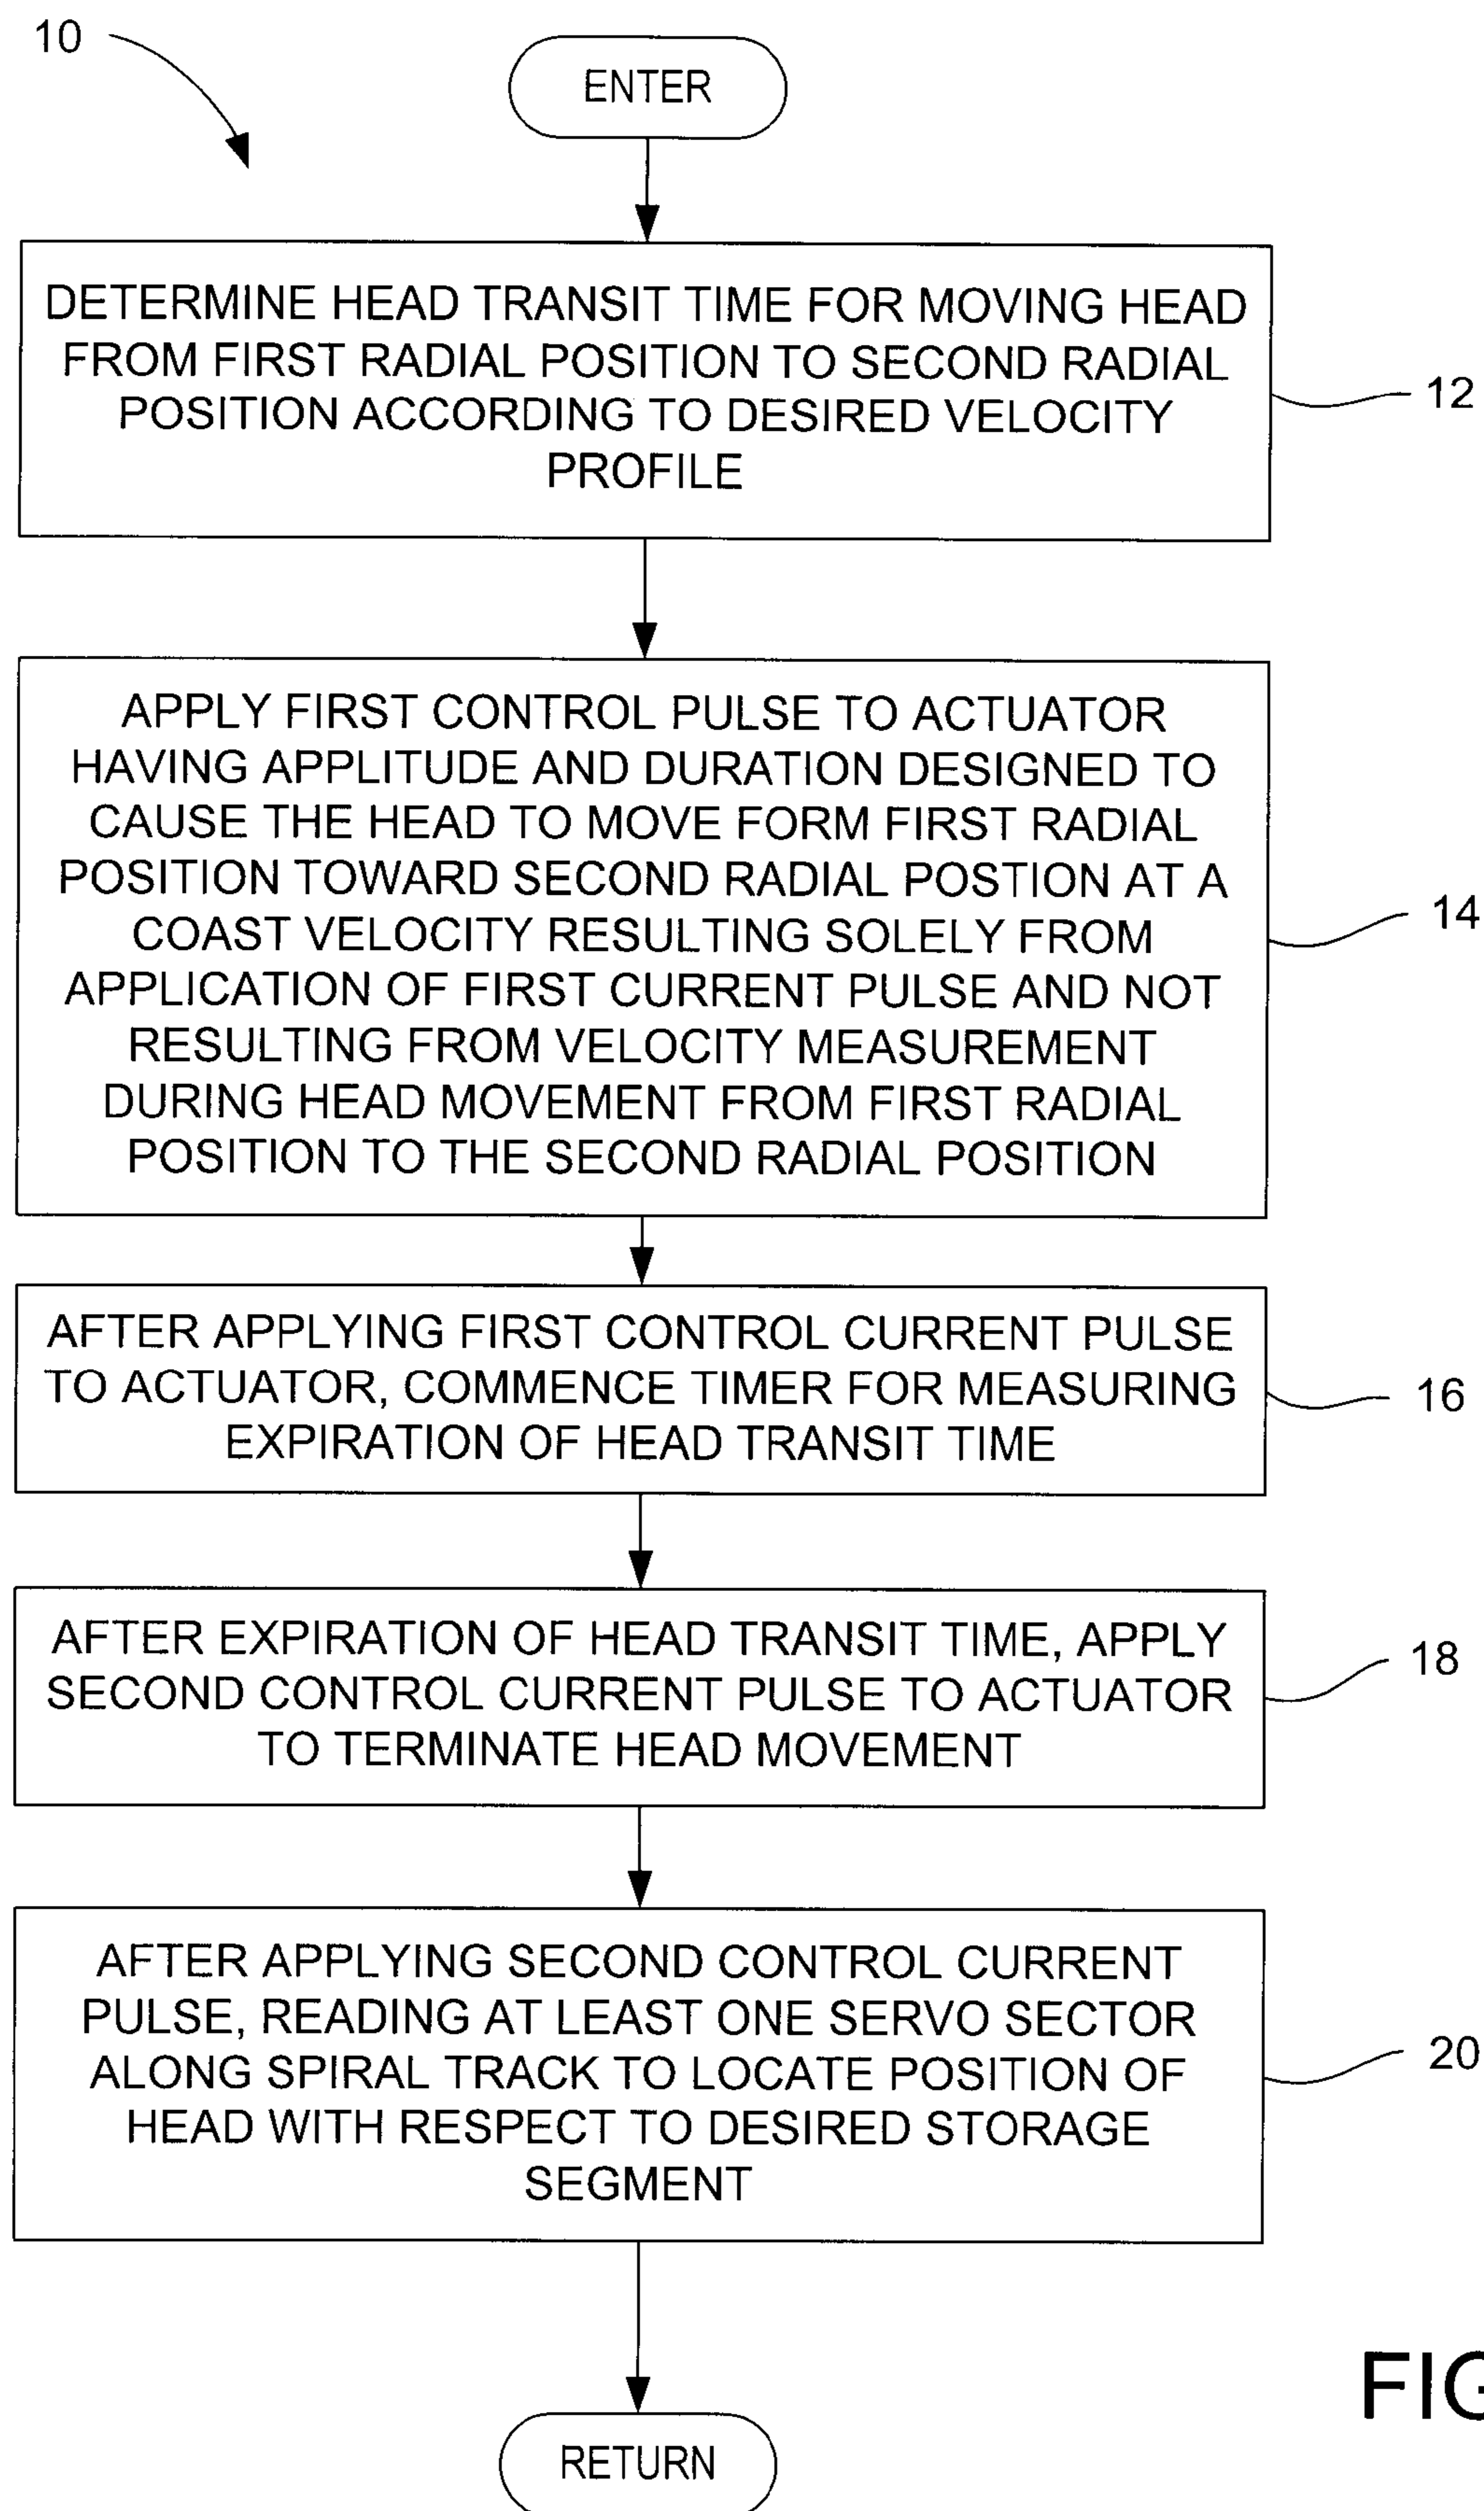 10
ENTER
DETERMINE HEAD TRANSIT TIME FOR MOVING HEAD
FROM FIRST RADIAL POSITION TO SECOND RADIAL
POSITION ACCORDING TO DESIRED VELOCITY
PROFILE
12
APPLY FIRST CONTROL PULSE TO ACTUATOR
HAVING APPLITUDE AND DURATION DESIGNED TO
CAUSE THE HEAD TO MOVE FORM FIRST RADIAL
POSITION TOWARD SECOND RADIAL POSTION AT A
COAST VELOCITY RESULTING SOLELY FROM
APPLICATION OF FIRST CURRENT PULSE AND NOT
RESULTING FROM VELOCITY MEASUREMENT
DURING HEAD MOVEMENT FROM FIRST RADIAL
POSITION TO THE SECOND RADIAL POSITION
14
AFTER APPLYING FIRST CONTROL CURRENT PULSE
TO ACTUATOR, COMMENCE TIMER FOR MEASURING
EXPIRATION OF HEAD TRANSIT TIME
16
AFTER EXPIRATION OF HEAD TRANSIT TIME, APPLY
SECOND CONTROL CURRENT PULSE TO ACTUATOR
TO TERMINATE HEAD MOVEMENT
18
AFTER APPLYING SECOND CONTROL CURRENT
PULSE, READING AT LEAST ONE SERVO SECTOR
ALONG SPIRAL TRACK TO LOCATE POSITION OF
HEAD WITH RESPECT TO DESIRED STORAGE
SEGMENT
20
FIG
RETURN